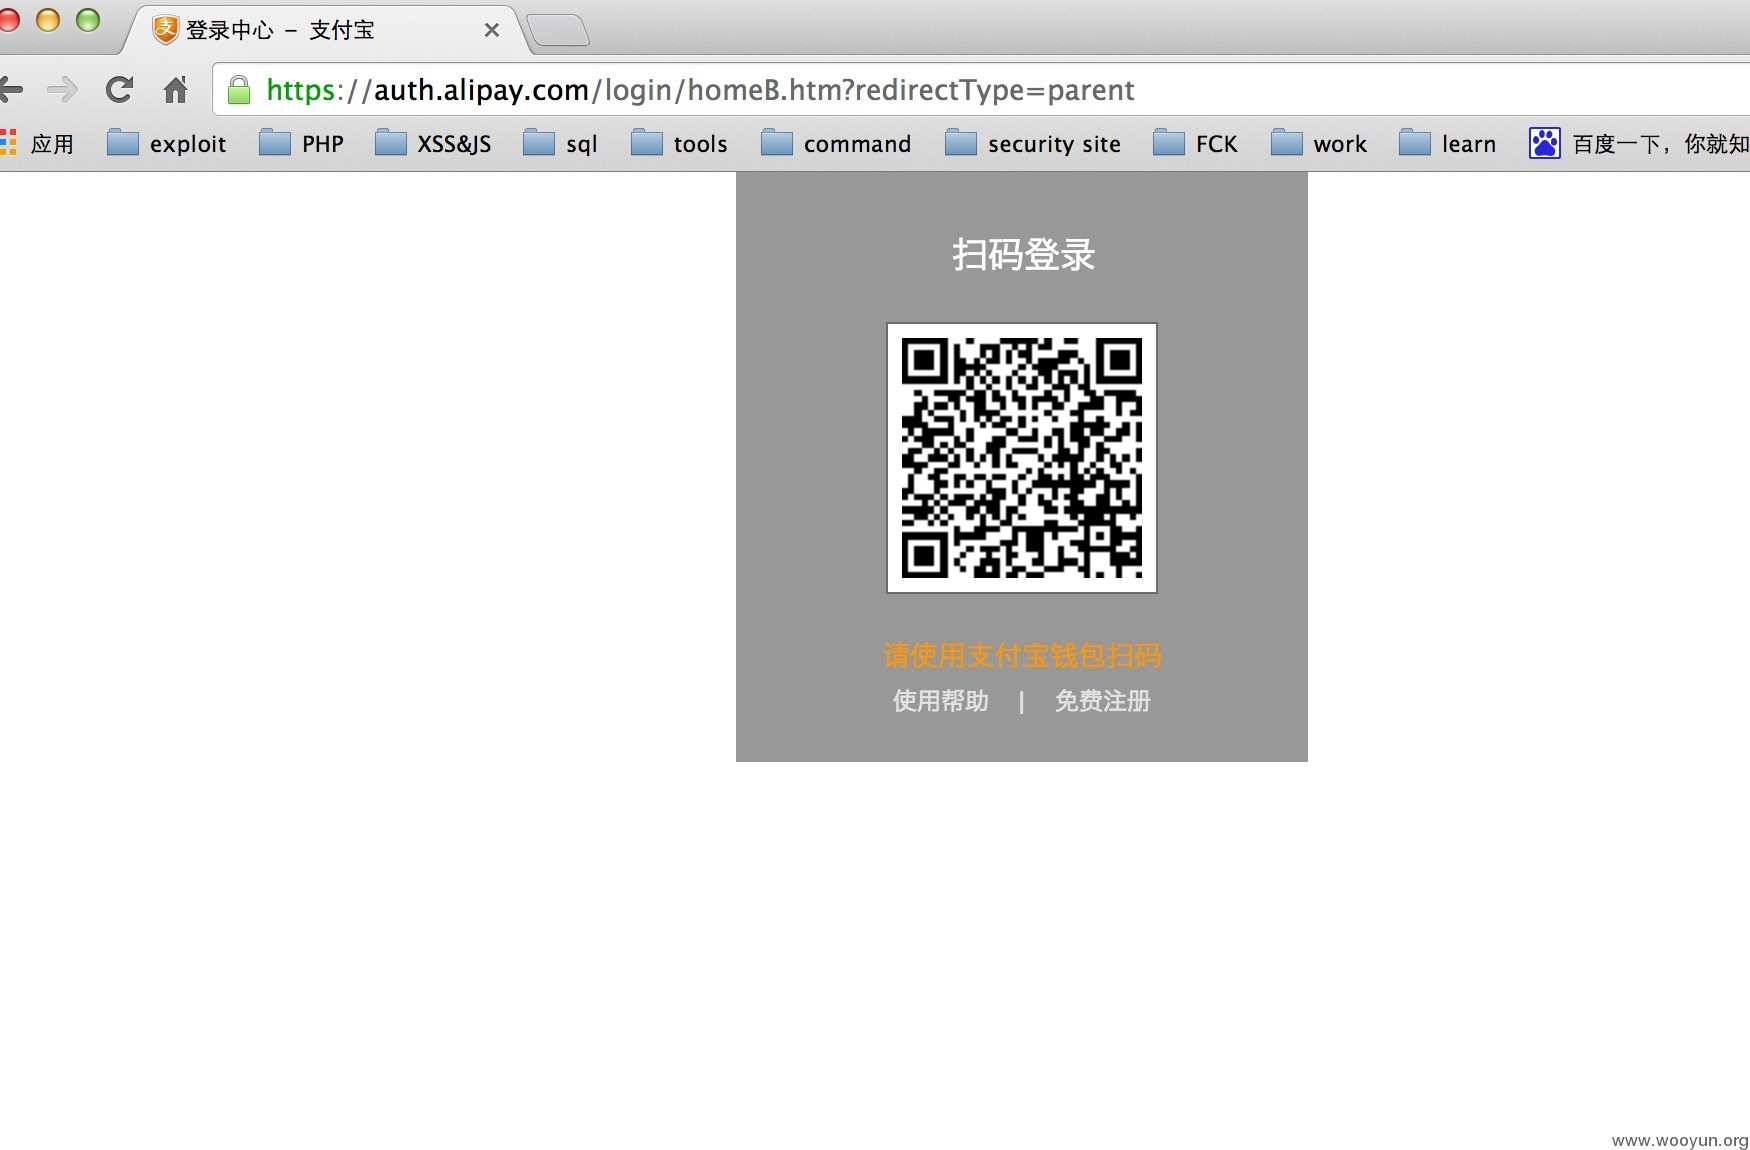 登录中心 – 支付宝
https://auth.alipay.com/login/homeB.htm?redirectType=parent
应用 exploit PHP XSS&JS sql tools command security site FCK work learn 百度一下，你就知
扫码登录
请使用支付宝钱包扫码
使用帮助 | 免费注册
www.wooyun.org